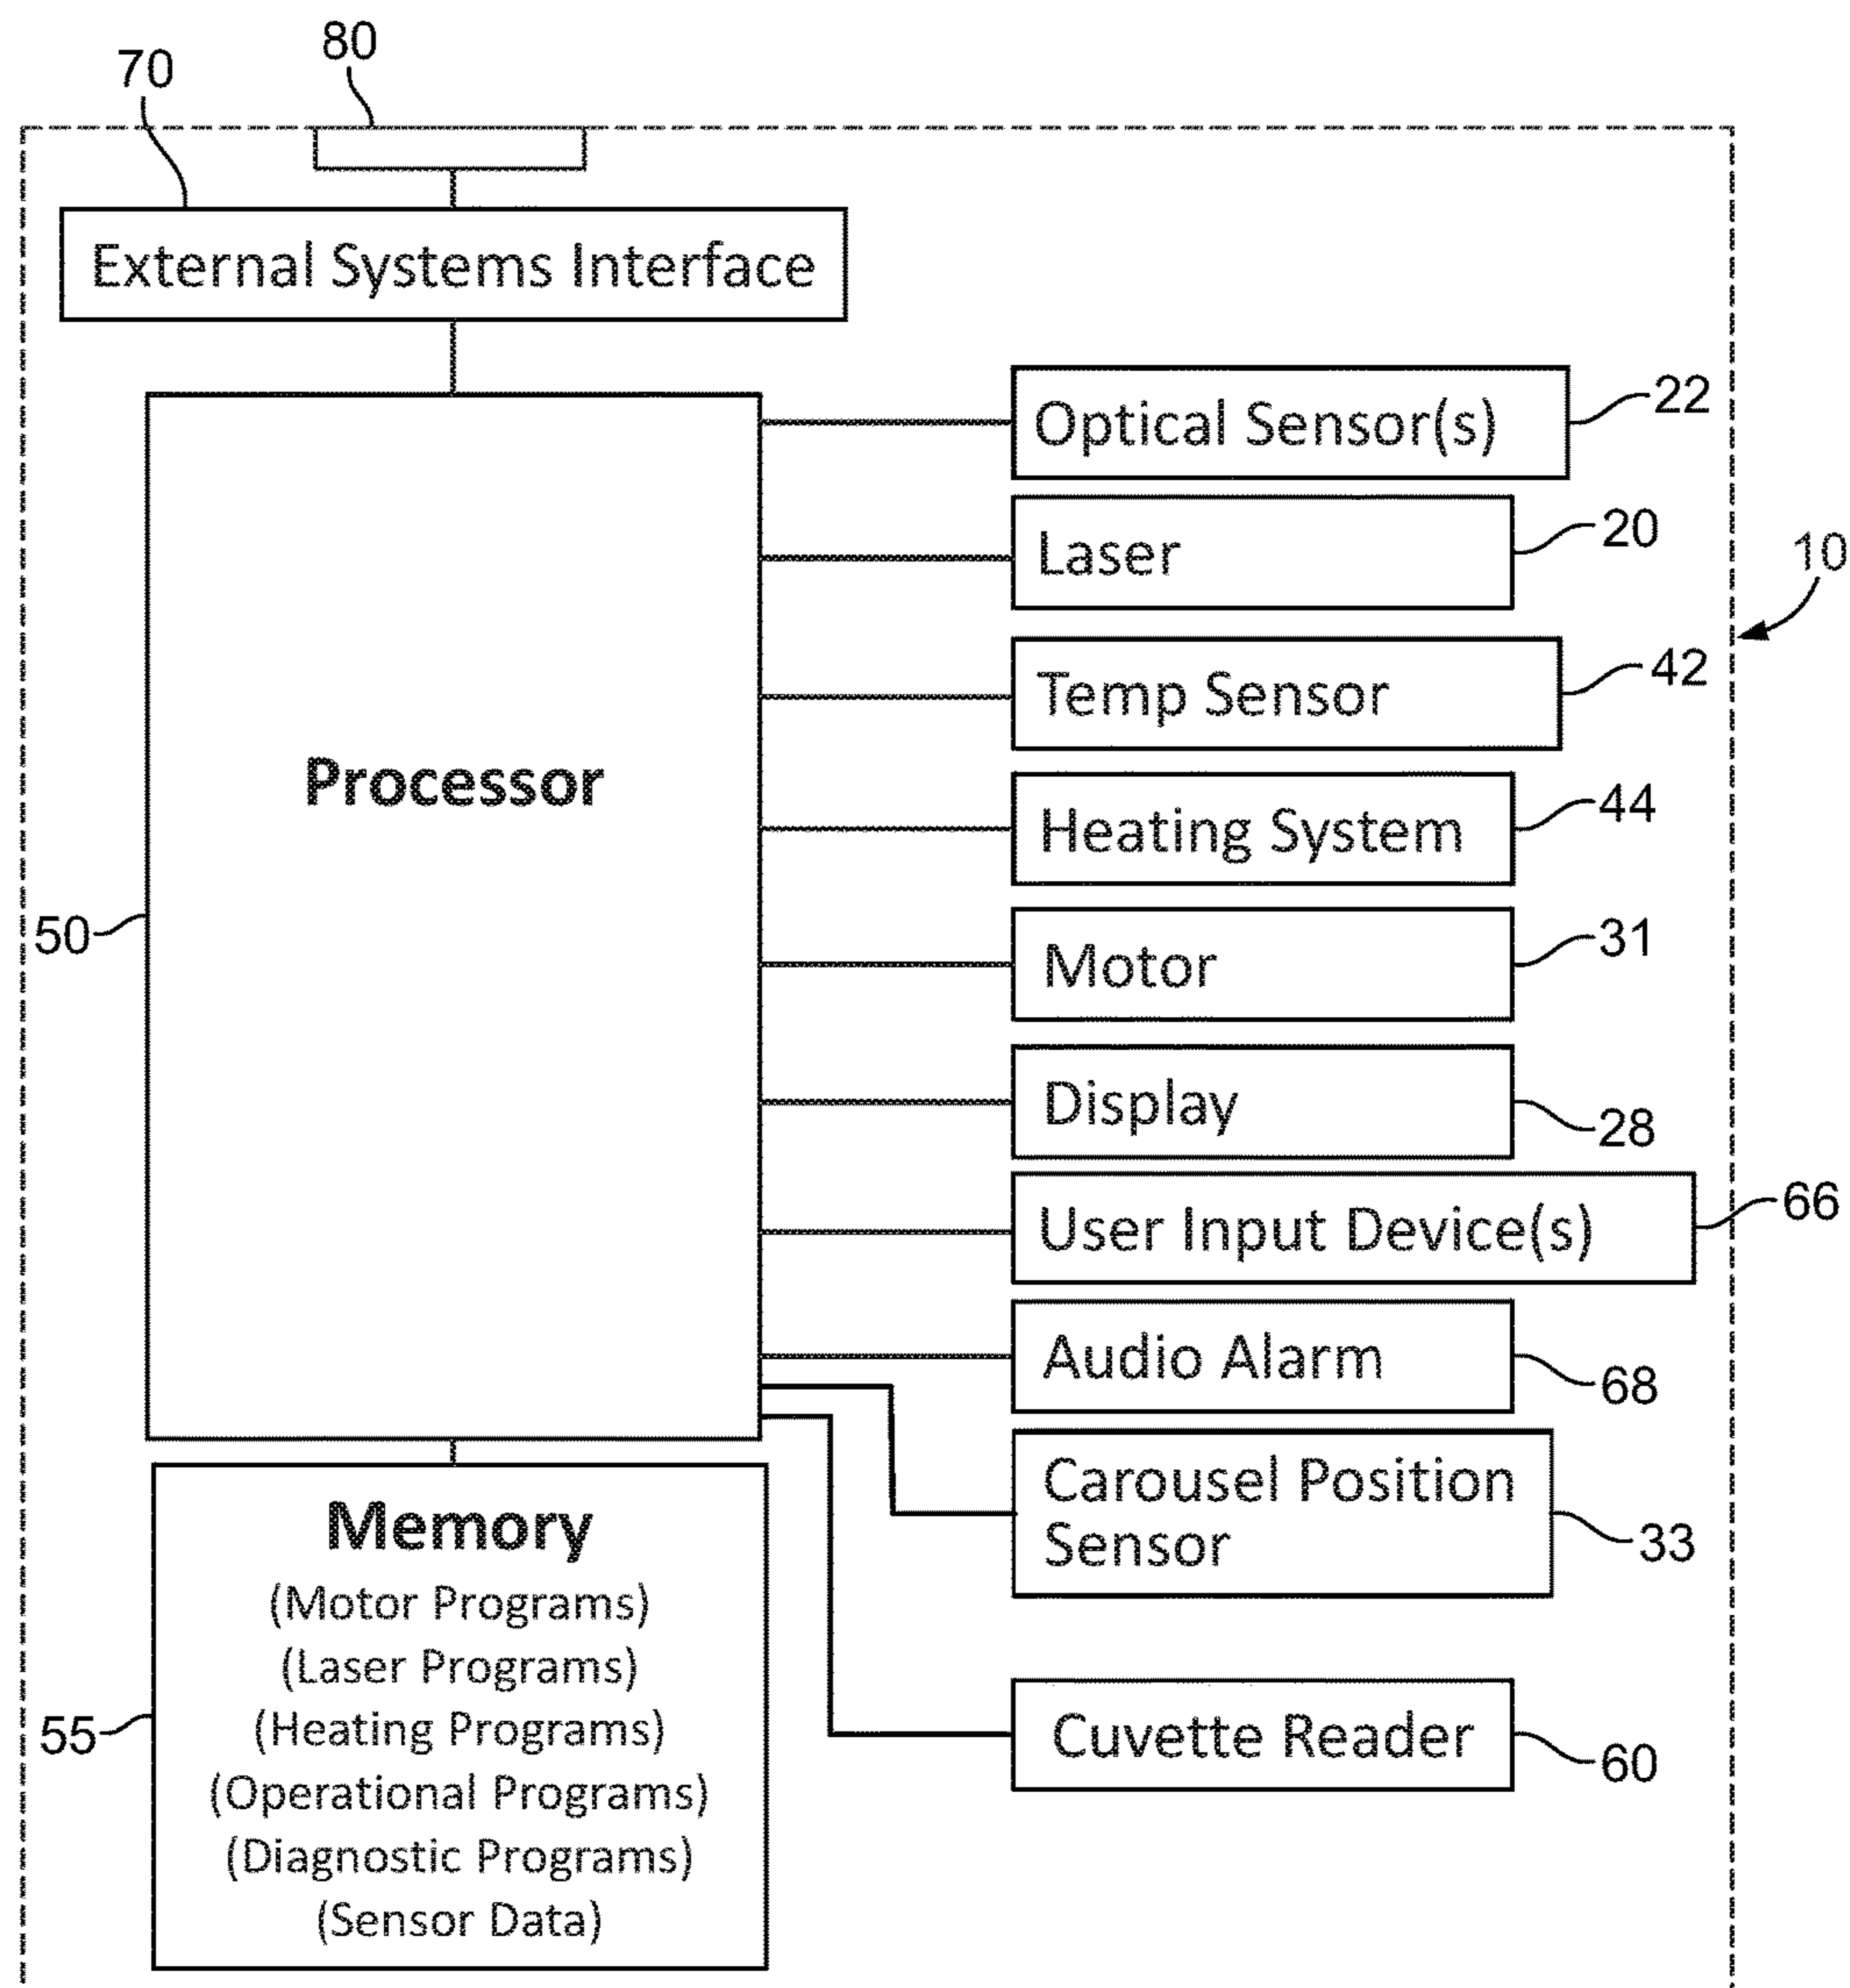 80
70
External Systems Interface
Optical Sensor(s)
22
Laser
20
10
Temp Sensor
42
Processor
Heating System
44
50
Motor
31
Display
28
User Input Device(s)
66
Audio Alarm
68
Carousel Position
Sensor
33
Memory
(Motor Programs)
(Laser Programs)
(Heating Programs)
55
(Operational Programs)
(Diagnostic Programs)
(Sensor Data)
Cuvette Reader
60